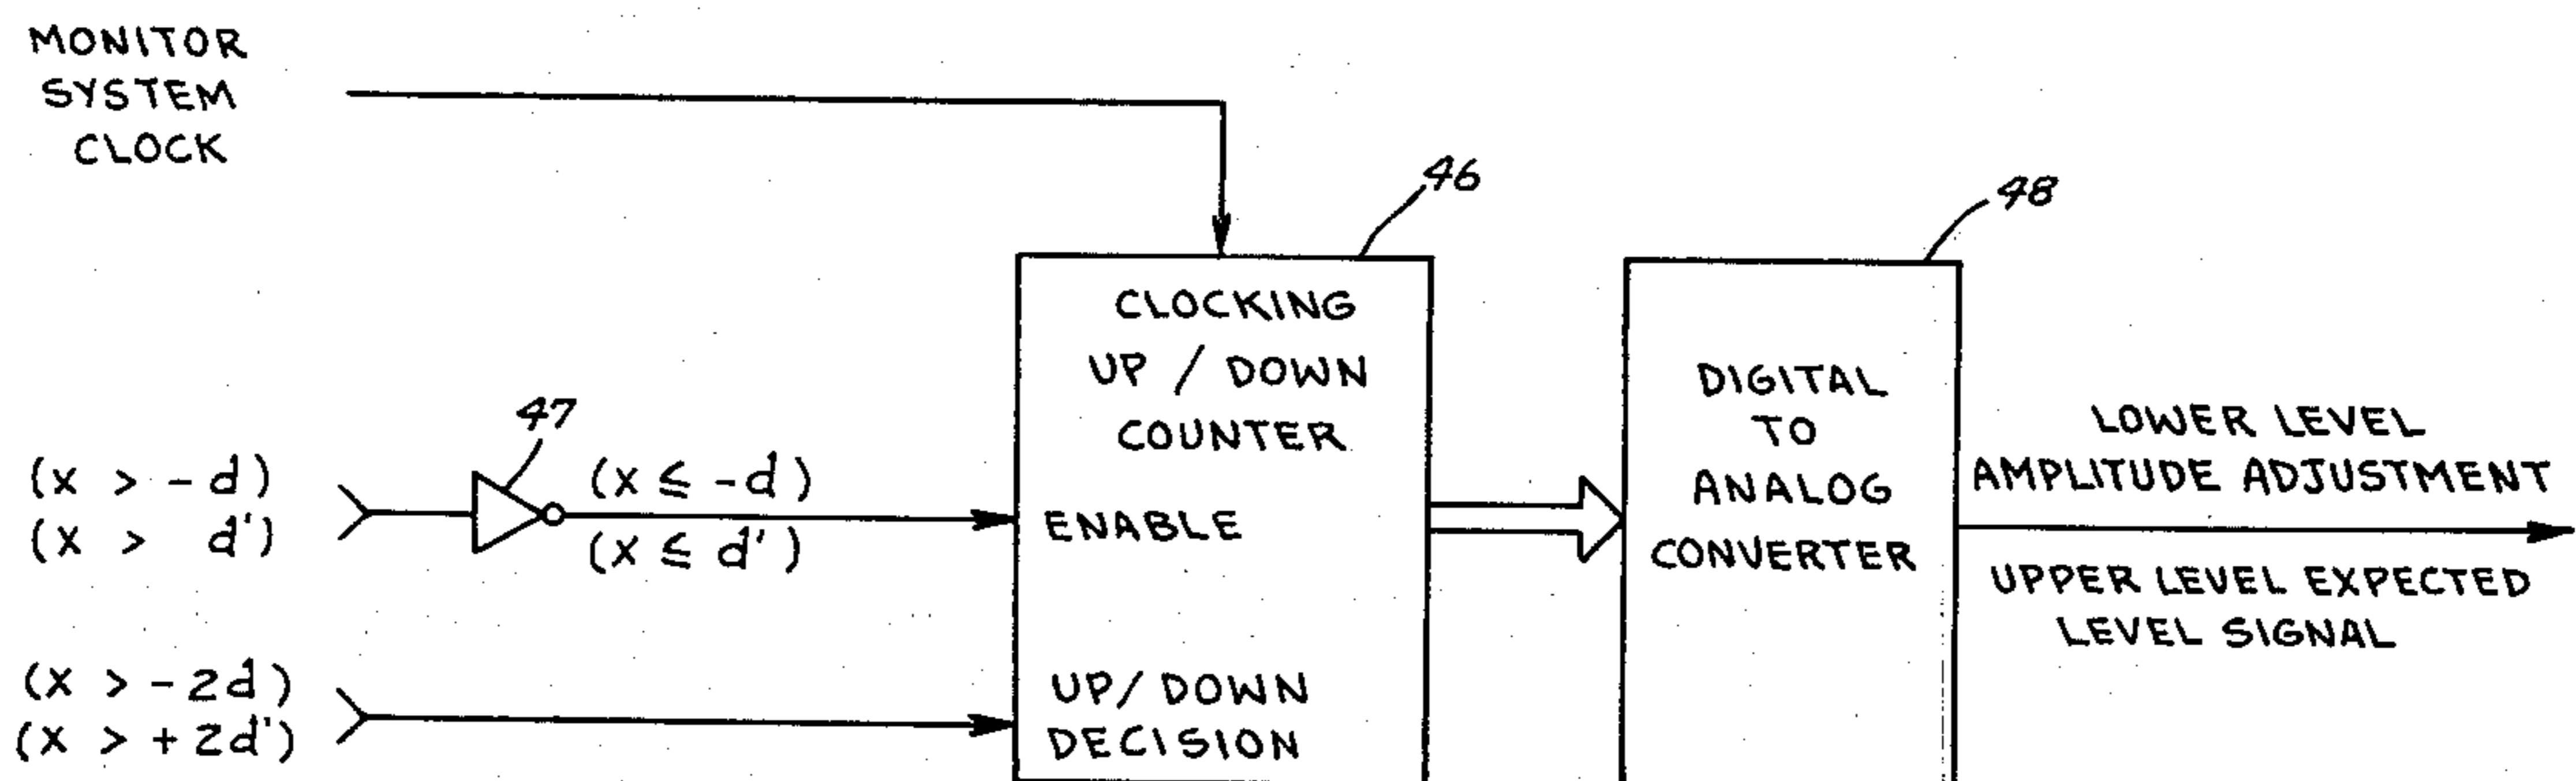 MONITOR
SYSTEM
CLOCK
46
48
CLOCKING
UP / DOWN
COUNTER
DIGITAL
TO
ANALOG
CONVERTER
47
(x > -d)
(x > d')
(x ≤ -d)
(x ≤ d')
ENABLE
LOWER LEVEL
AMPLITUDE ADJUSTMENT
UPPER LEVEL EXPECTED
LEVEL SIGNAL
(x > -2d)
(x > +2d')
UP/DOWN
DECISION